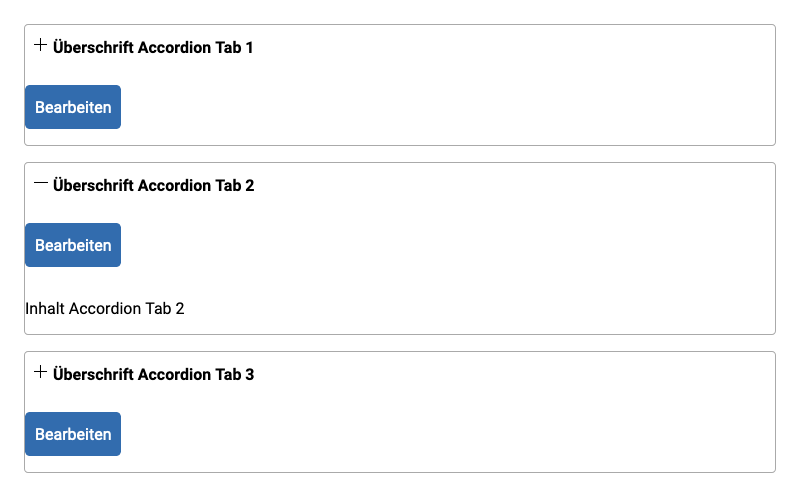 Überschrift Accordion Tab 1
Bearbeiten
Überschrift Accordion Tab 2
Bearbeiten
Inhalt Accordion Tab 2
Überschrift Accordion Tab 3
Bearbeiten